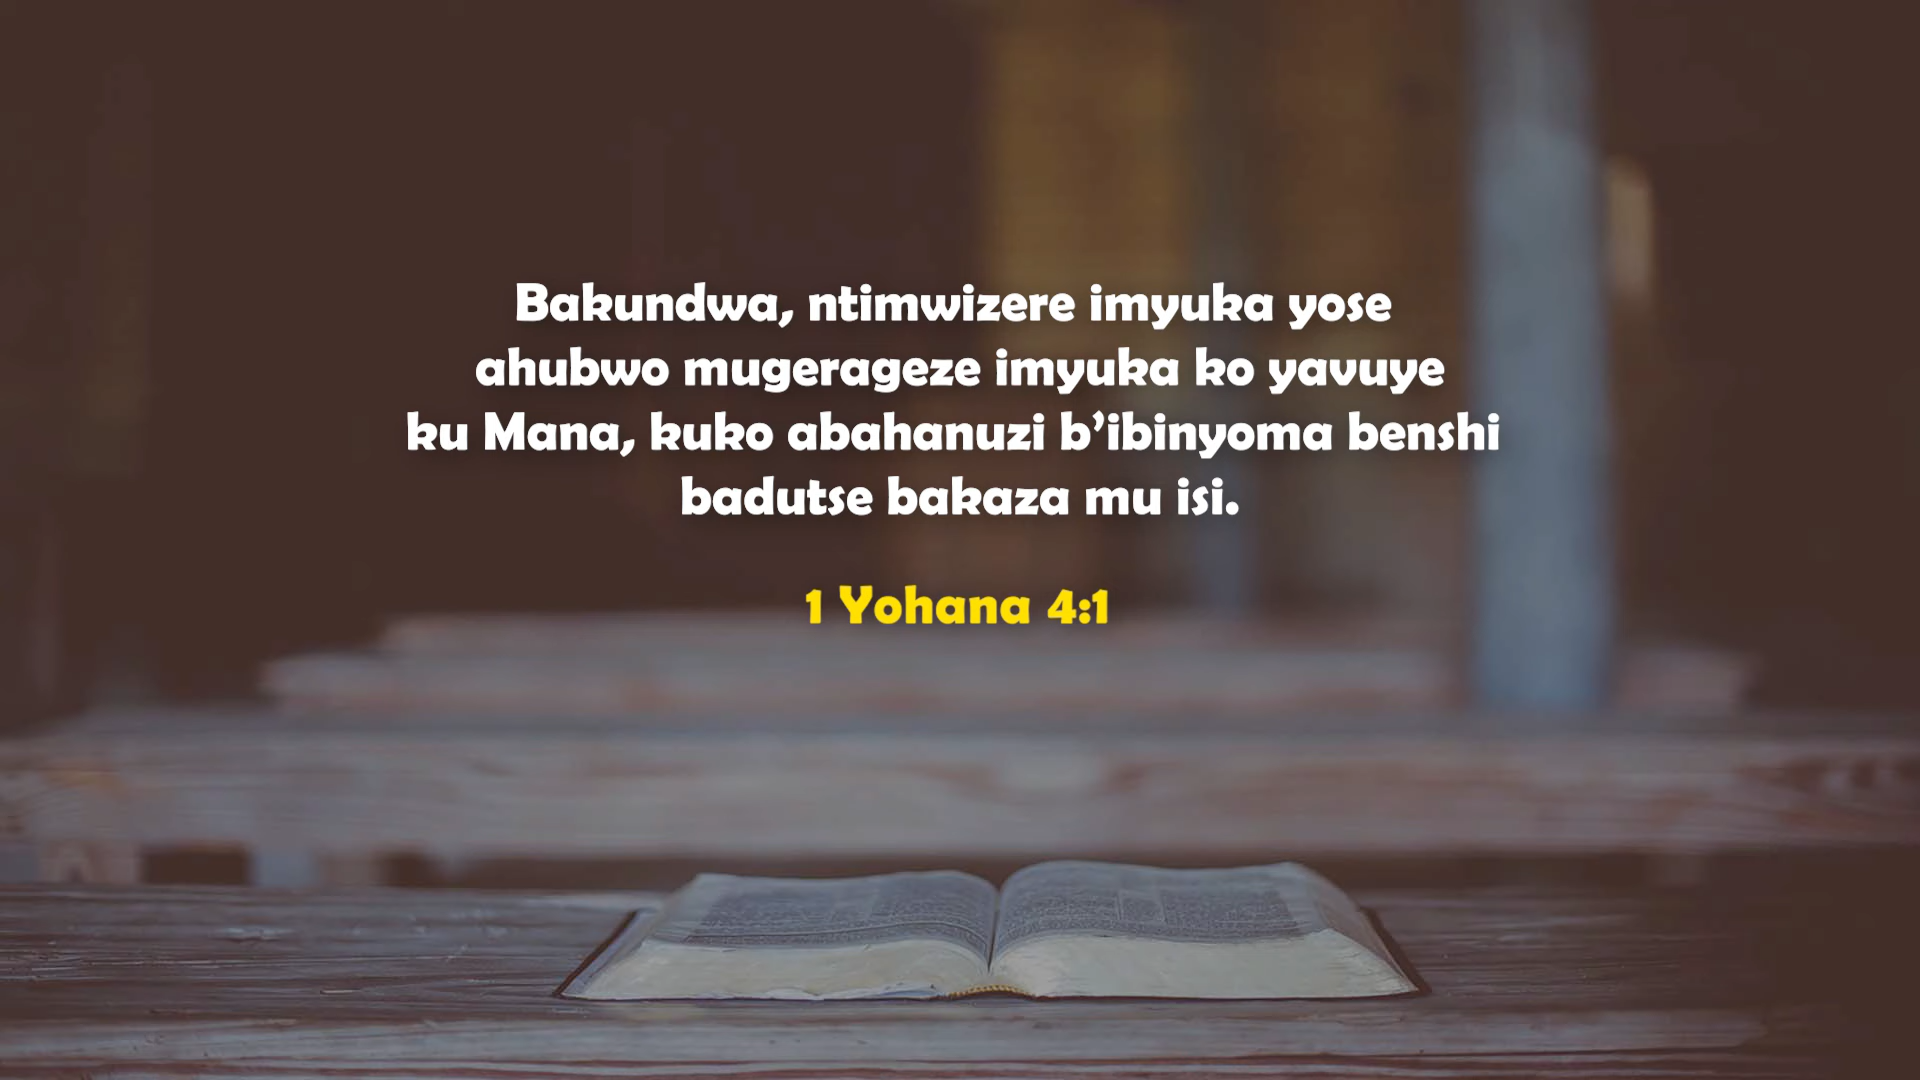 Bakundwa, ntimwizere imyuka yose
ahubwo mugerageze imyuka ko yavuye
ku Mana, kuko abahanuzi b’ibinyoma benshi
badutse bakaza mu isi.
1 Yohana 4:1